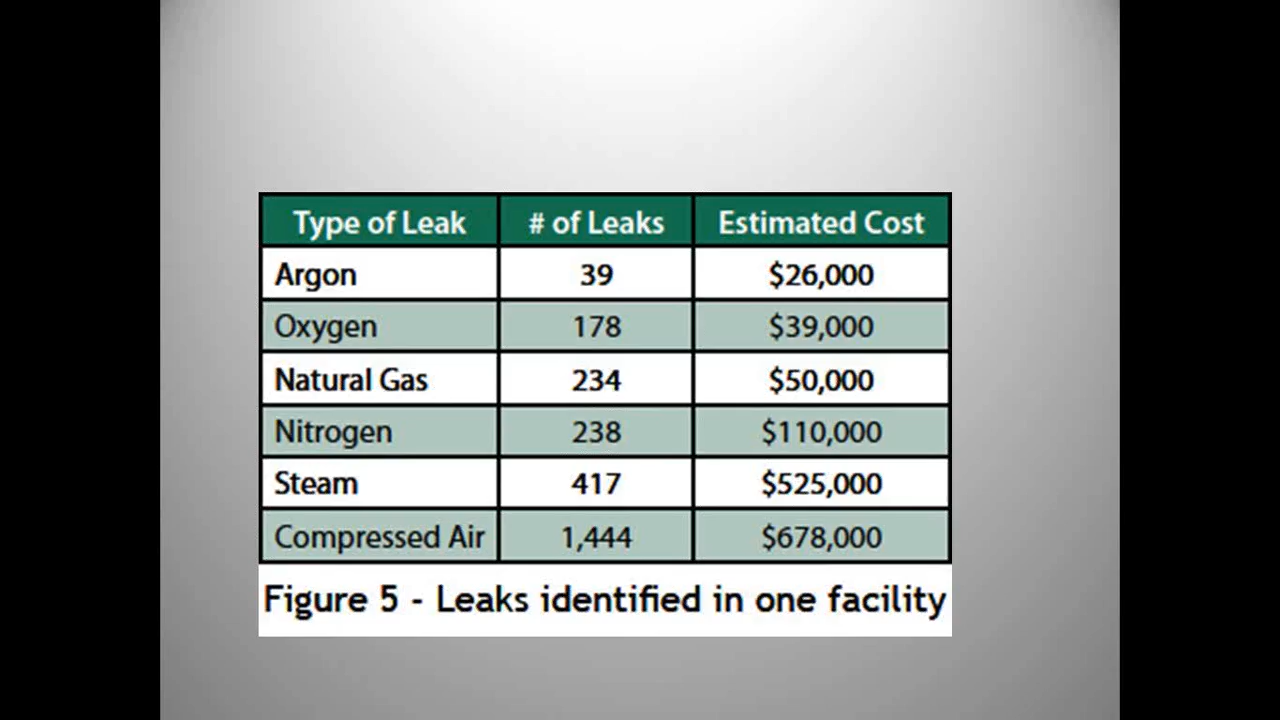 Type of Leak # of Leaks Estimated Cost
Argon 39 $26,000
Oxygen 178 $39,000
Natural Gas 234 $50,000
Nitrogen 238 $110,000
Steam 417 $525,000
Compressed Air 1,444 $678,000
Figure 5 - Leaks identified in one facility